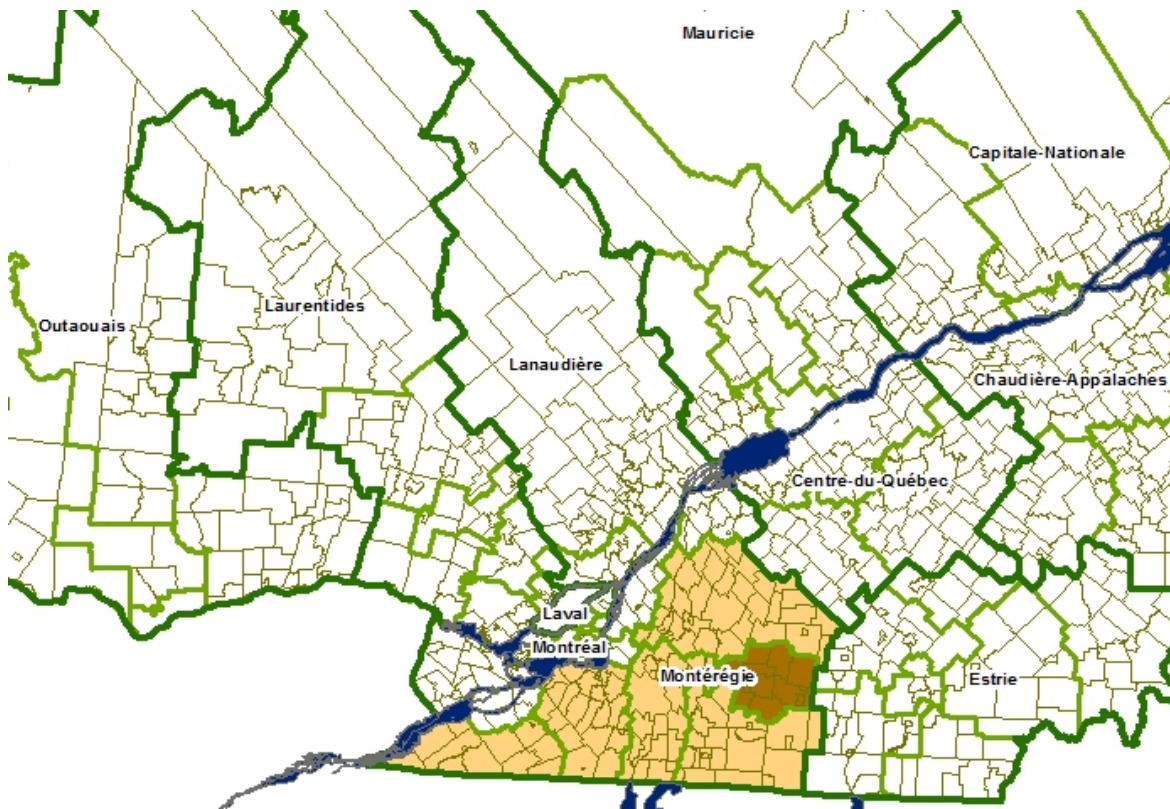 Mauricie
Capitale-Nationale
Laurentides
Outaouais
Lanaudière
Chaudière-Appalaches
Centre-du-Québec
Laval
Montréal
Montérégie
Estrie